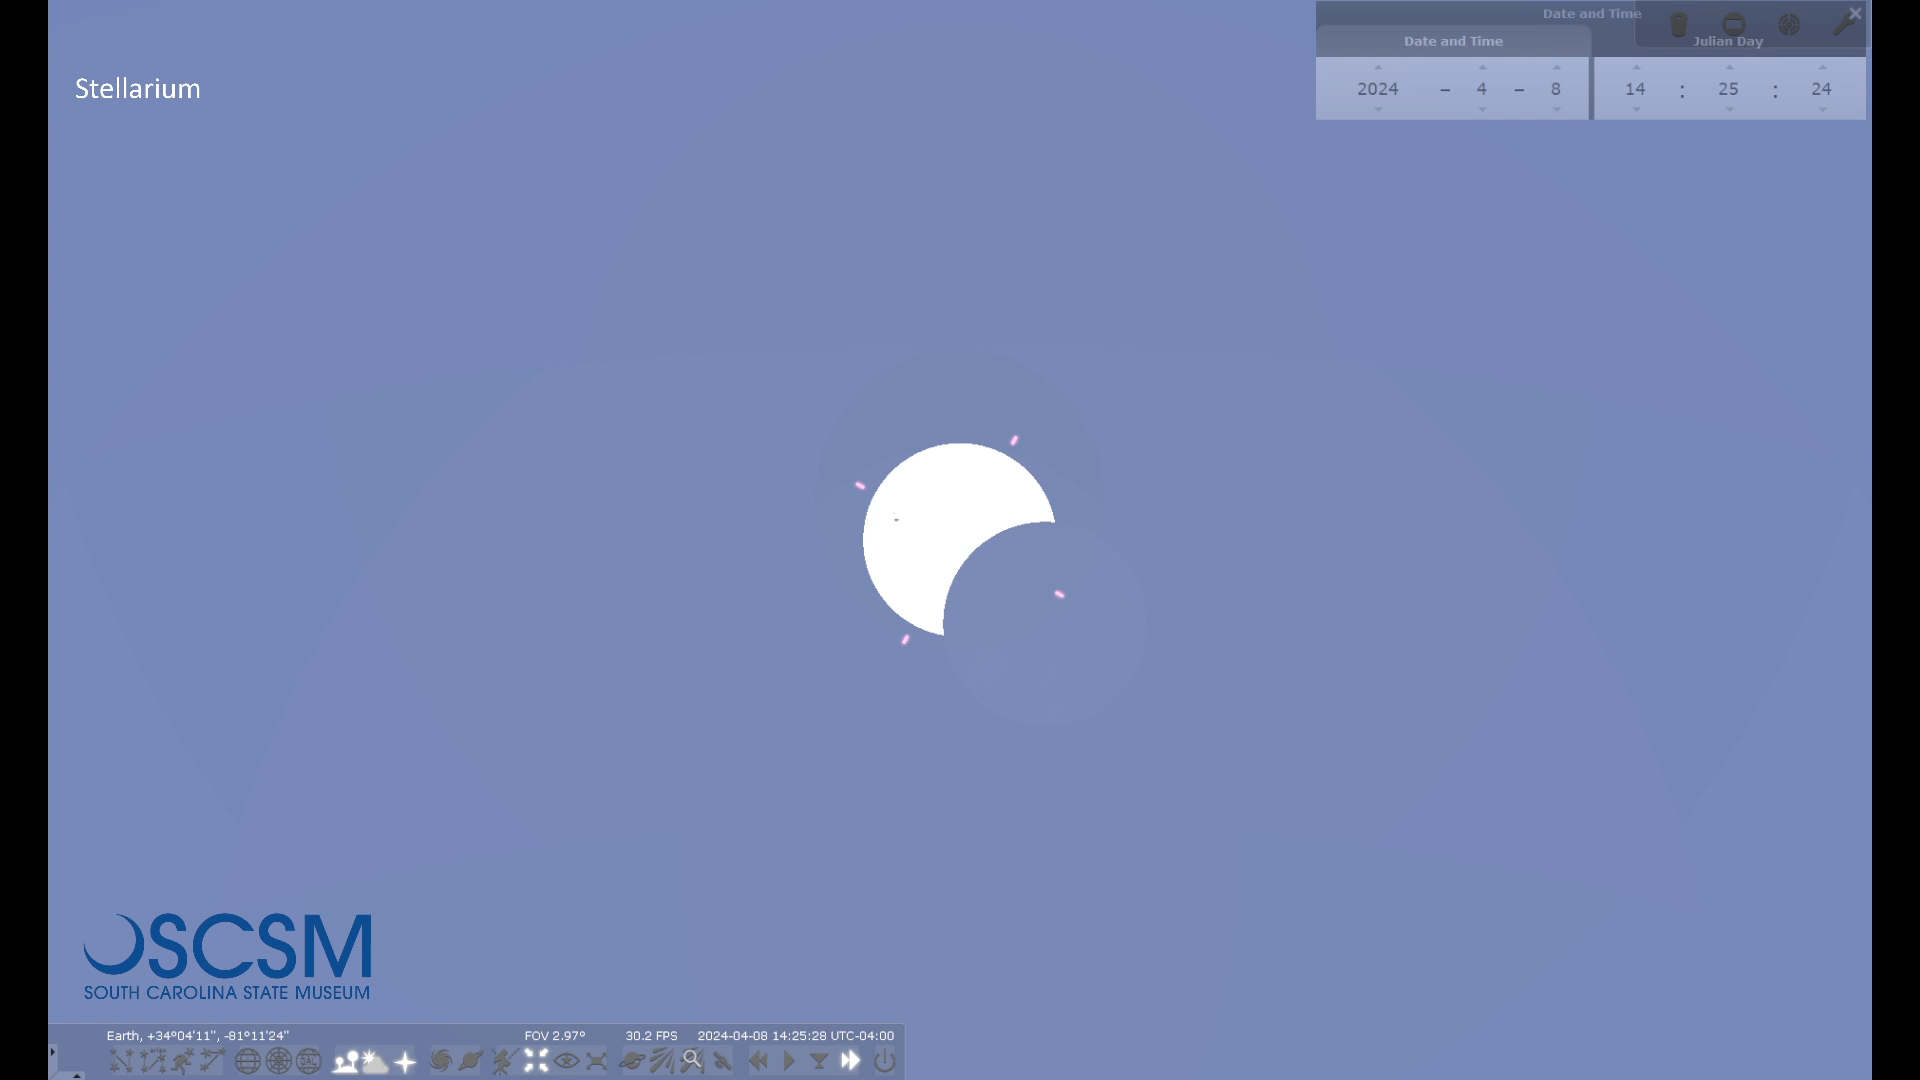 Date and Time
Date and Time
Julian Day
Stellarium
2024 - 4 - 8
14 : 25 : 24
SCSM
SOUTH CAROLINA STATE MUSEUM
Earth, +34°04'11", -81°11'24"
FOV 2.97°
30.2 FPS
2024-04-08 14:25:28 UTC-04:00